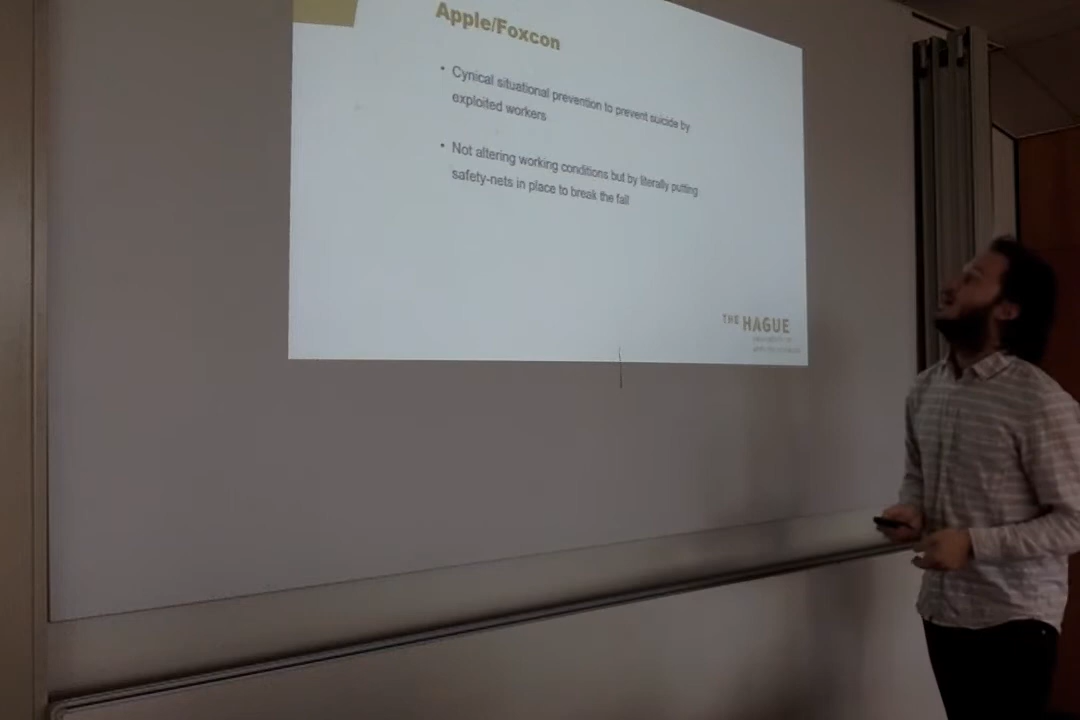 Apple/Foxcon
• Cynical situational prevention to prevent suicide by
exploited workers
• Not altering working conditions but by literally putting
safety-nets in place to break the fall
THE HAGUE